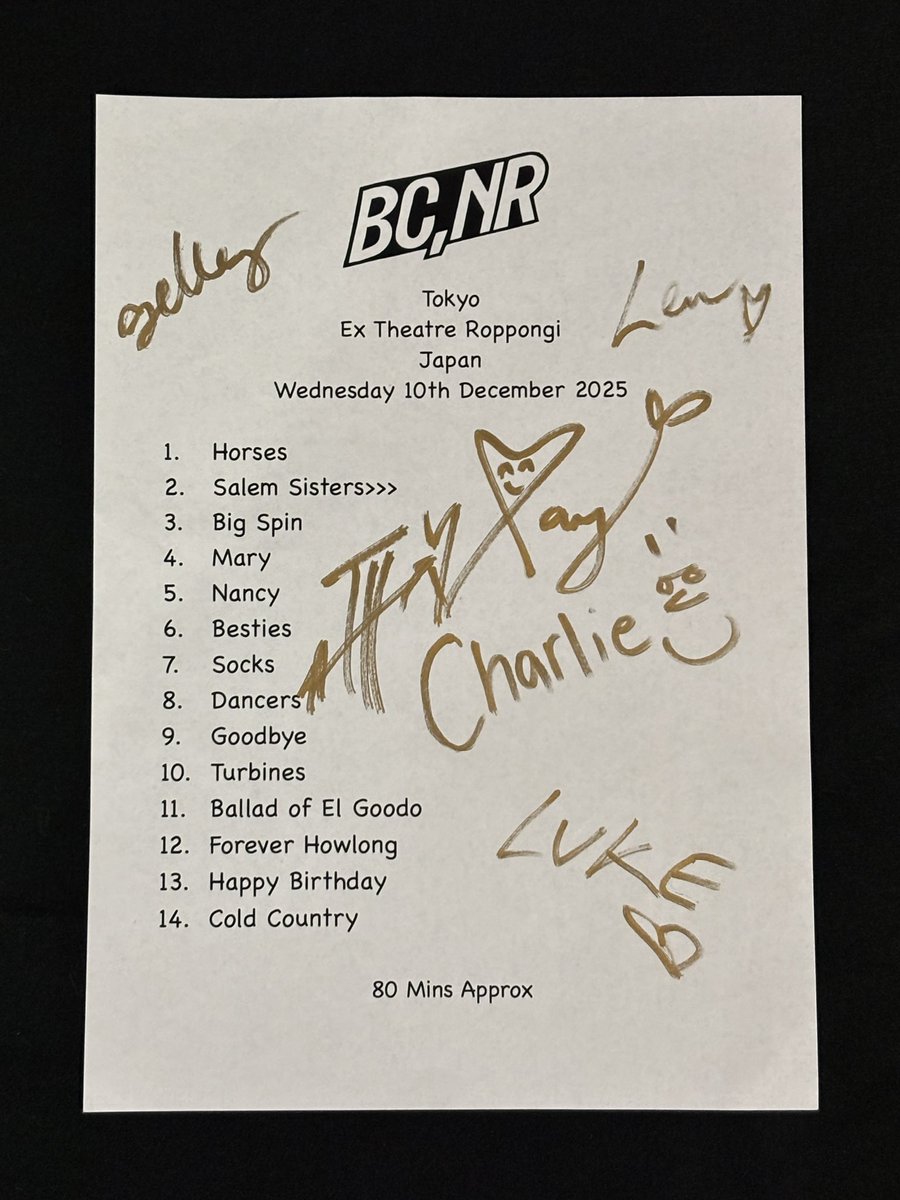 BC,NR
Tokyo
Ex Theatre Roppongi
Japan
Wednesday 10th December 2025
1. Horses
2. Salem Sisters>>>
3. Big Spin
4. Mary
5. Nancy
6. Besties
7. Socks
8. Dancers
9. Goodbye
10. Turbines
11. Ballad of El Goodo
12. Forever Howlong
13. Happy Birthday
14. Cold Country
Charlie
LUKE
80 Mins Approx